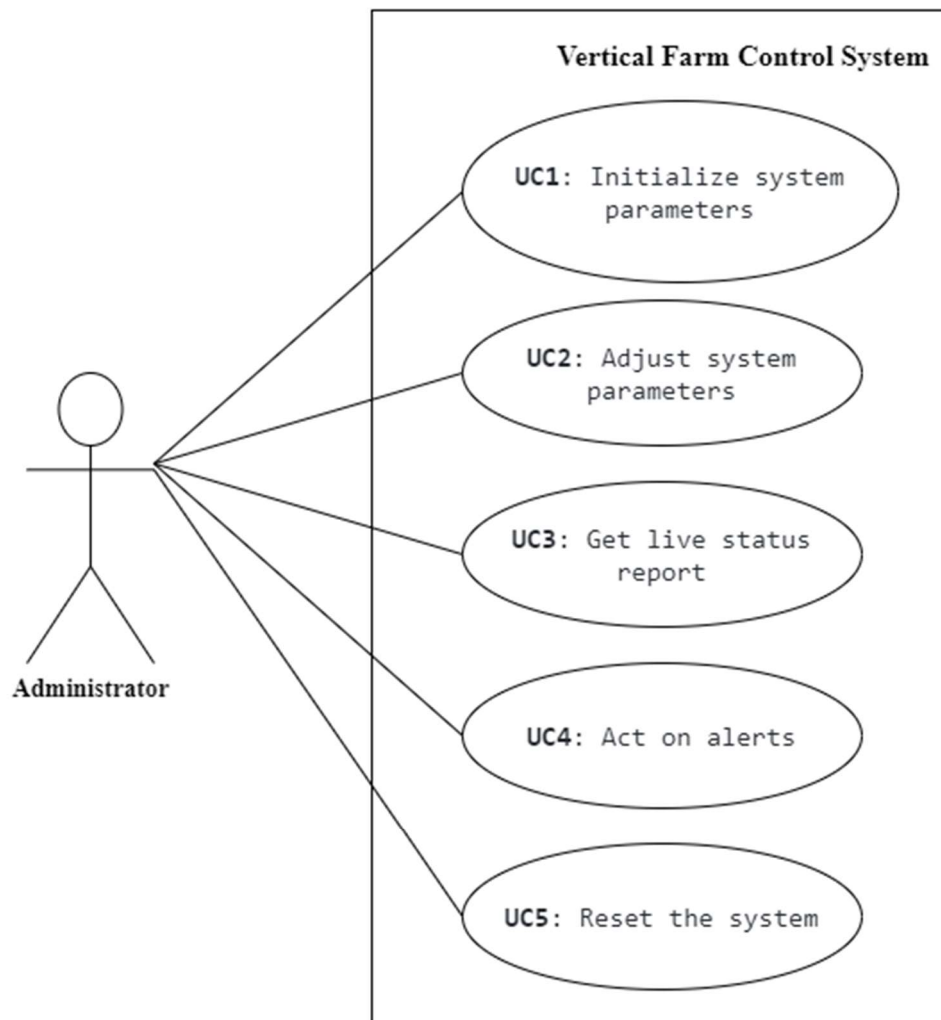 Vertical Farm Control System
UC1: Initialize system
parameters
UC2: Adjust system
parameters
UC3: Get live status
report
Administrator
UC4: Act on alerts
UC5: Reset the system